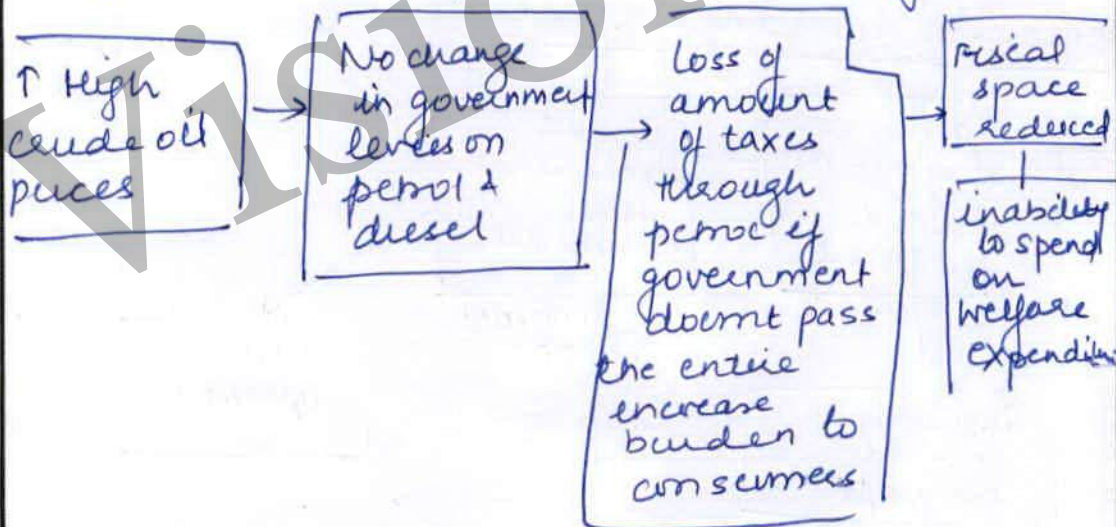 ↑ High
crude oil
prices
No change
in government
levies on
petrol &
diesel
Loss of
amount
of taxes
through
petrol if
government
doesnt pass
the entire
increase
burden to
consumers
Fiscal
space
reduced
inability
to spend
on
welfare
expenditure
VISION